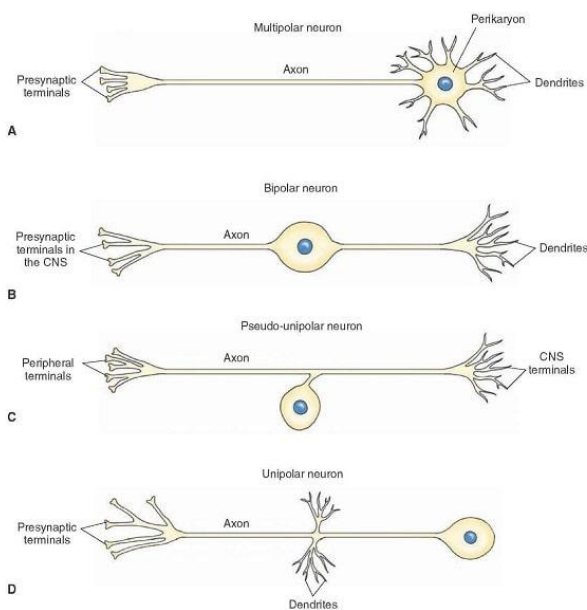 Multipolar neuron
Perikaryon
Axon
Presynaptic
terminals
Dendrites
A
Bipolar neuron
Axon
Presynaptic
terminals in
the CNS
Dendrites
B
Pseudo-unipolar neuron
Axon
Peripheral
terminals
CNS
terminals
C
Unipolar neuron
Axon
Presynaptic
terminals
D
Dendrites